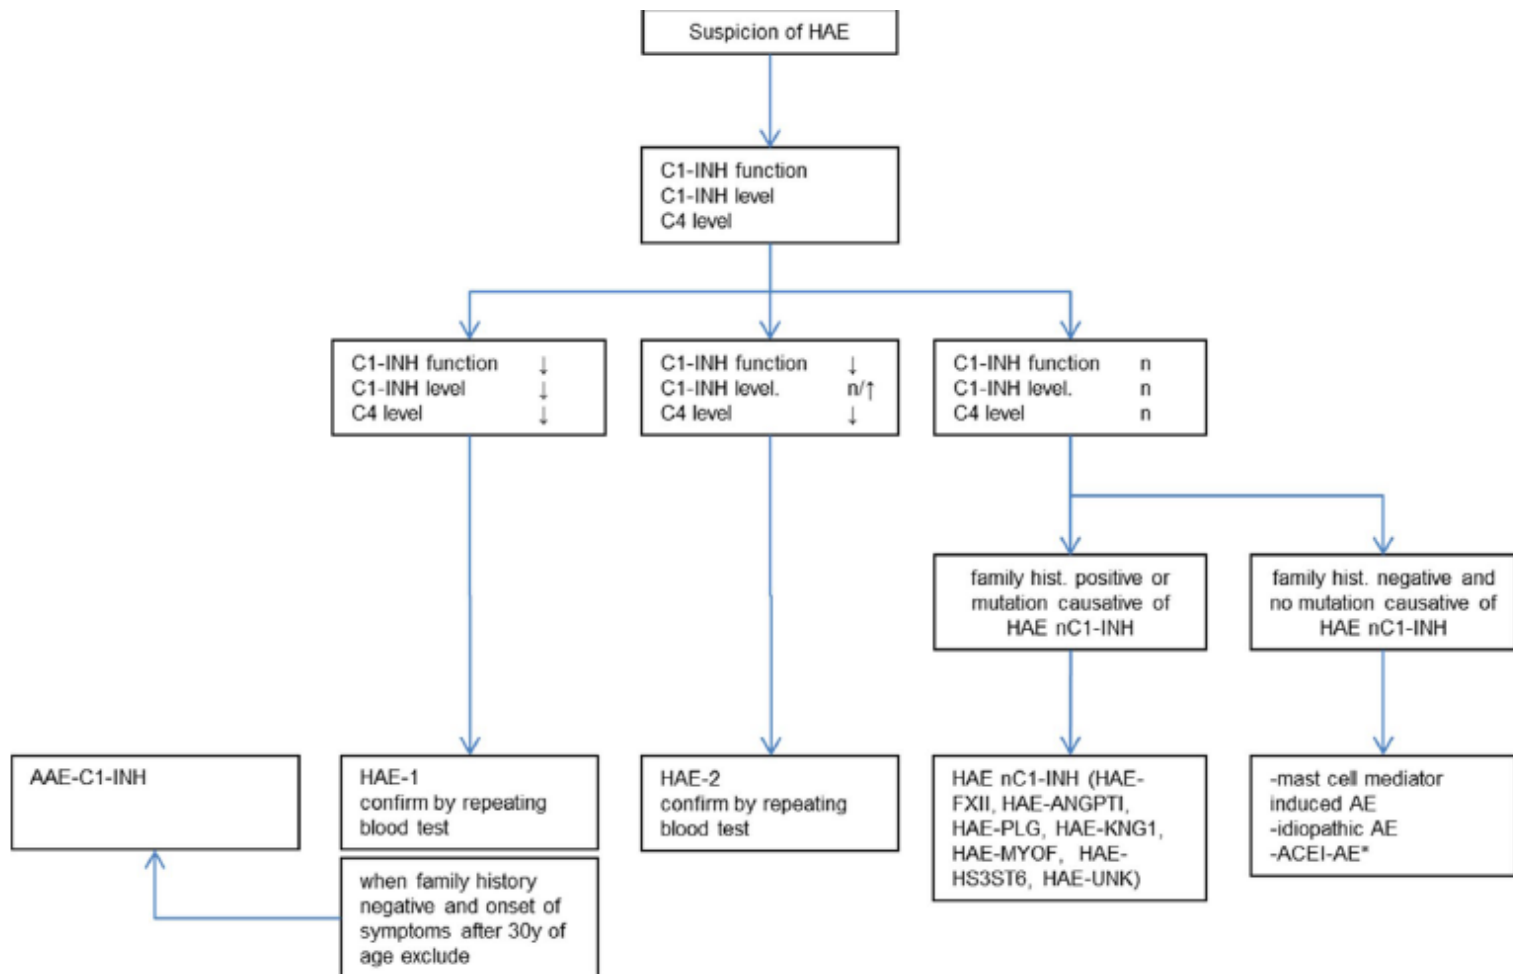 Suspicion of HAE
C1-INH function
C1-INH level
C4 level
C1-INH function ↓
C1-INH level ↓
C4 level ↓
C1-INH function ↓
C1-INH level. n/↑
C4 level ↓
C1-INH function n
C1-INH level. n
C4 level n
family hist. positive or
mutation causative of
HAE nC1-INH
family hist. negative and
no mutation causative of
HAE nC1-INH
AAE-C1-INH
HAE-1
confirm by repeating
blood test
when family history
negative and onset of
symptoms after 30y of
age exclude
HAE-2
confirm by repeating
blood test
HAE nC1-INH (HAE-
FXII, HAE-ANGPTI,
HAE-PLG, HAE-KNG1,
HAE-MYOF, HAE-
HS3ST6, HAE-UNK)
-mast cell mediator
induced AE
-idiopathic AE
-ACEI-AE*